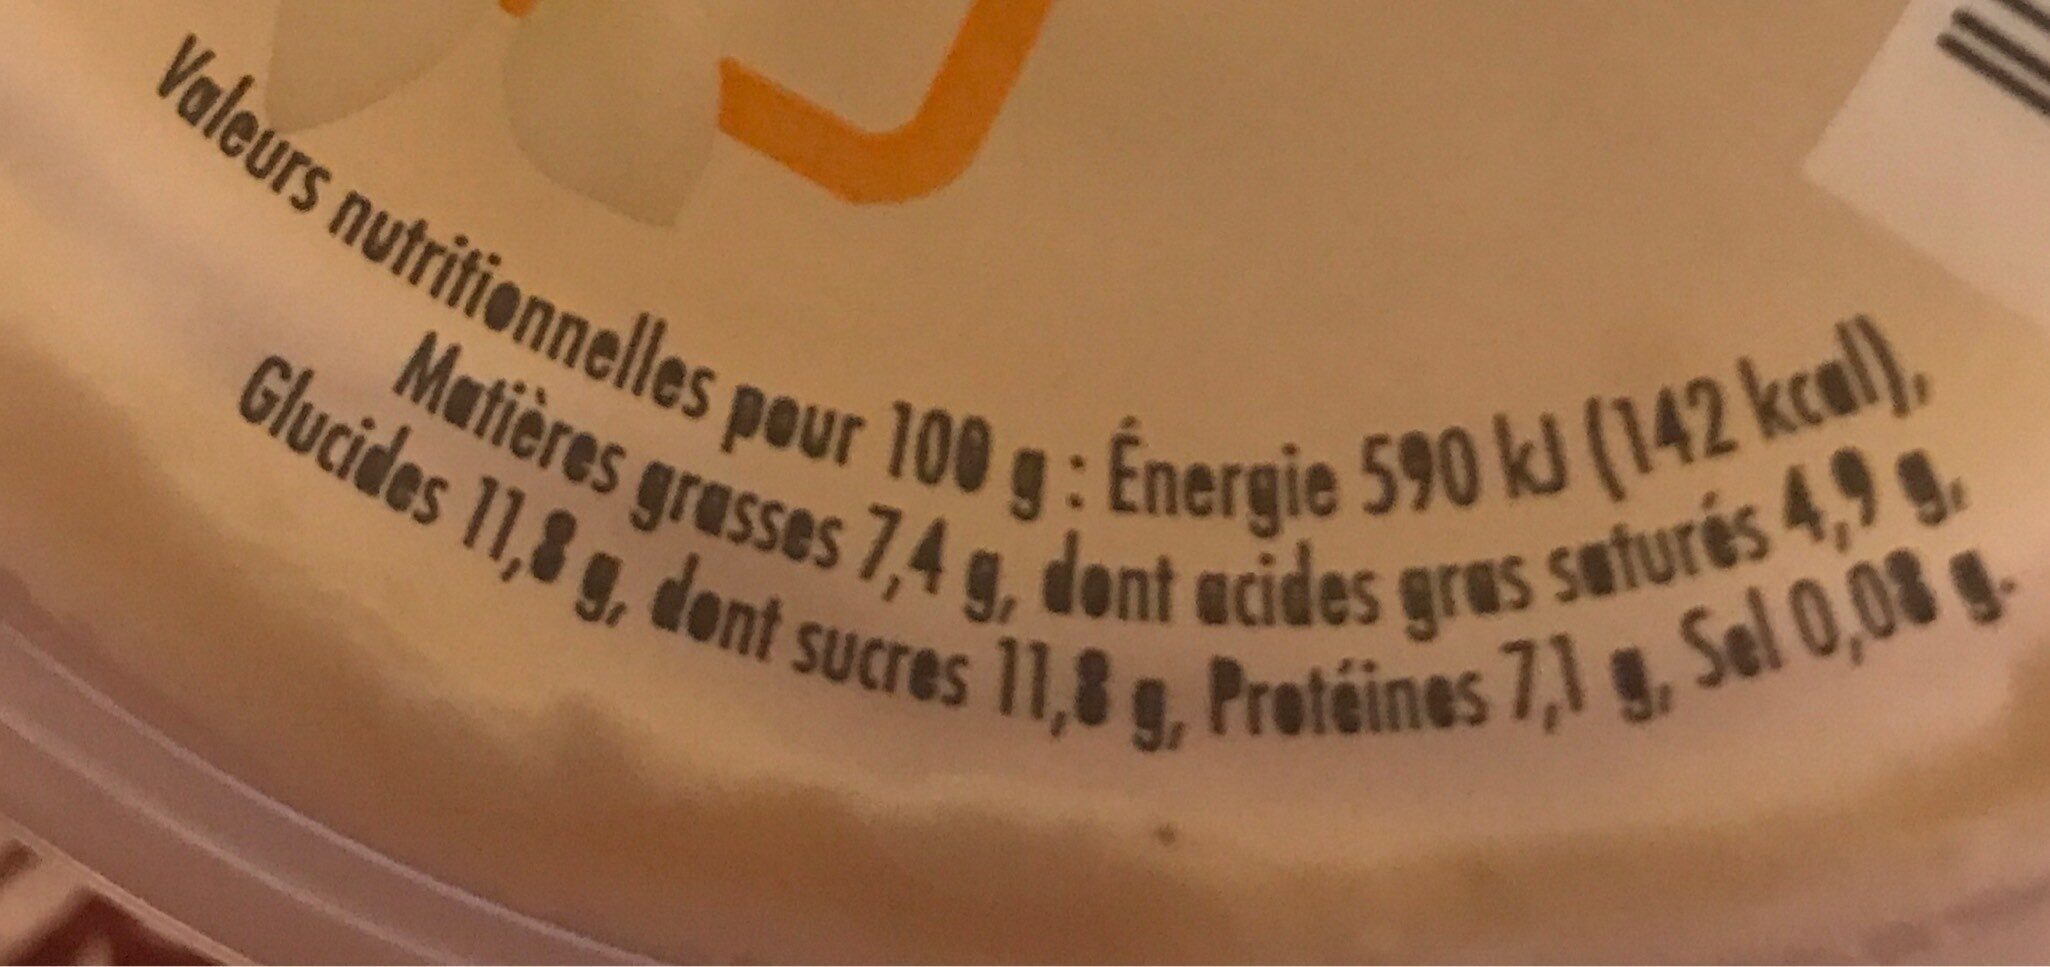 Valeurs nutritionnelles pour 100 g : Énergie 590 kJ (142 kcal),
Matières grasses 7,4 g, dont acides gras saturés 4,9 g,
Glucides 11,8 g, dont sucres 11,8 g, Protéines 7,1 g, Sel 0,08 g.